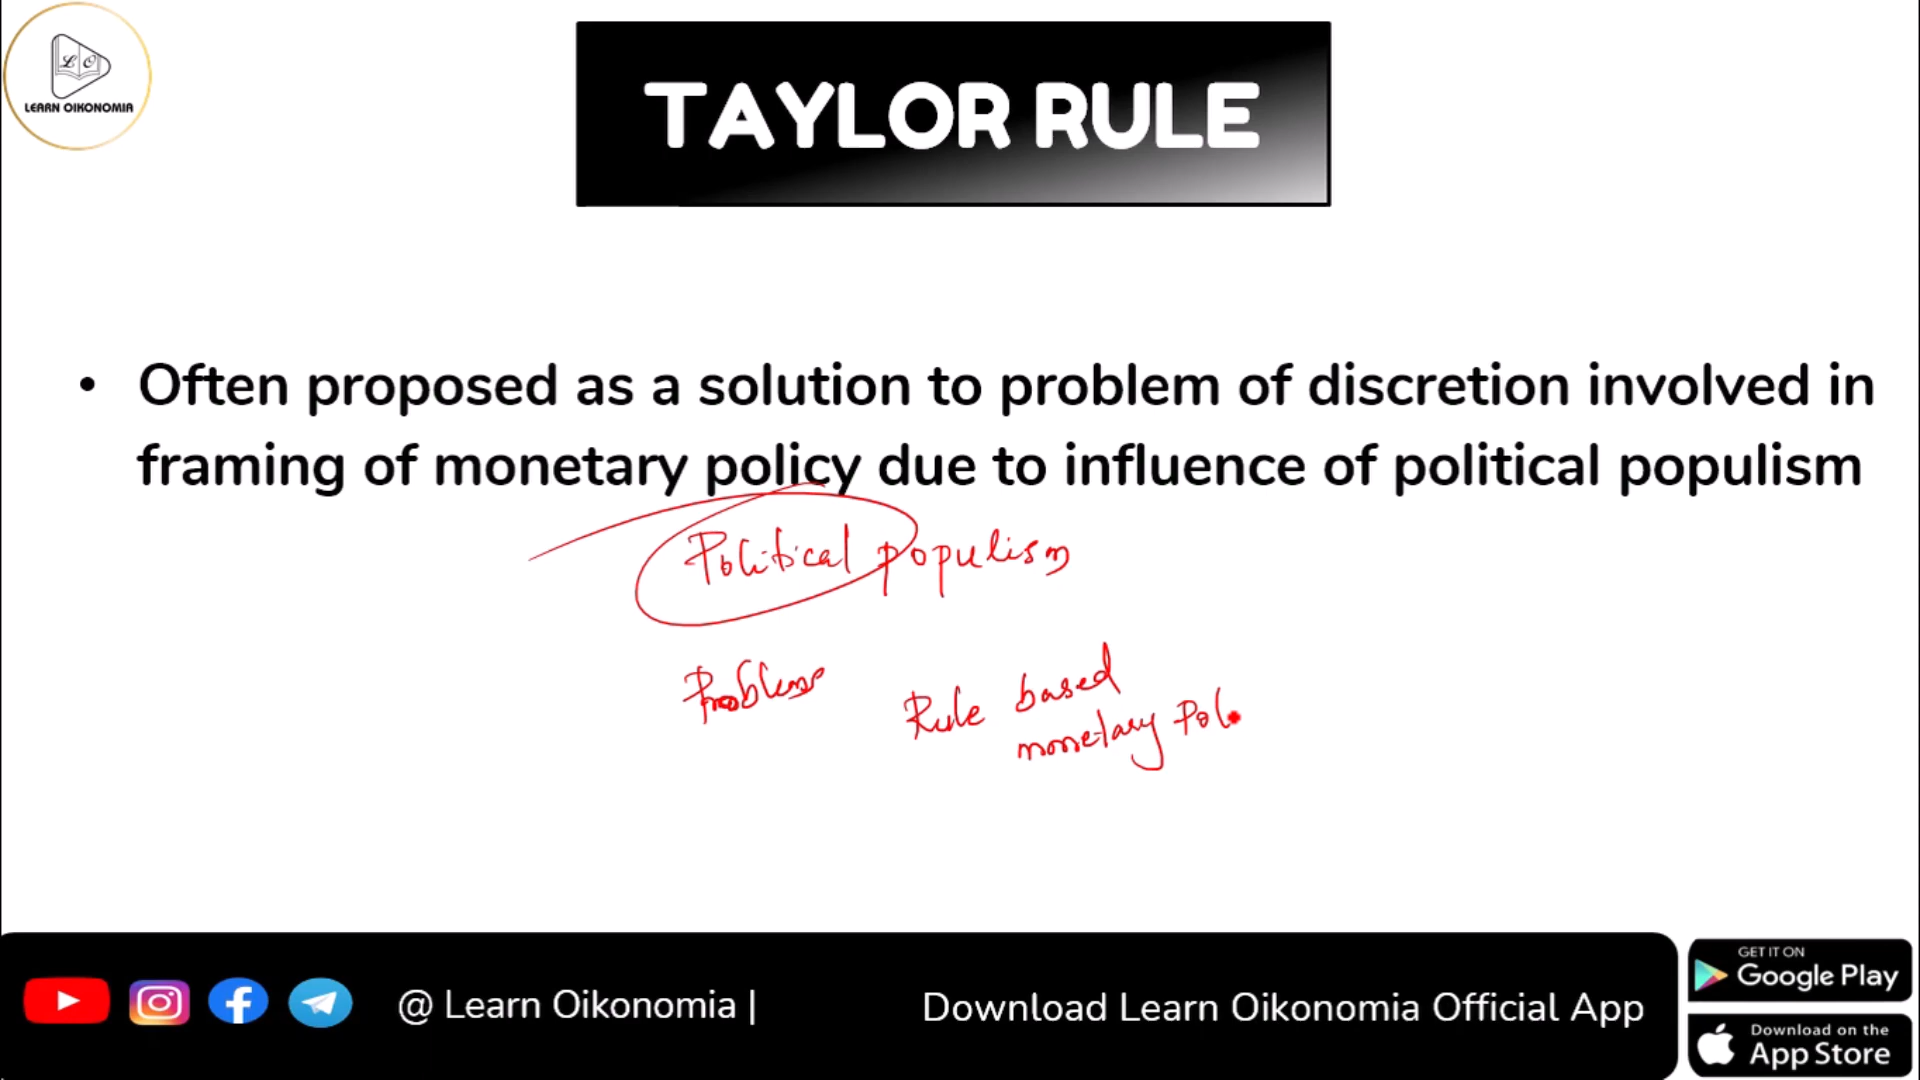 LO
LEARN OIKONOMIA
TAYLOR RULE
• Often proposed as a solution to problem of discretion involved in
framing of monetary policy due to influence of political populism
Political populism
Problems
Rule based
monetary Pol
@ Learn Oikonomia |
Download Learn Oikonomia Official App
GET IT ON
Google Play
Download on the
App Store